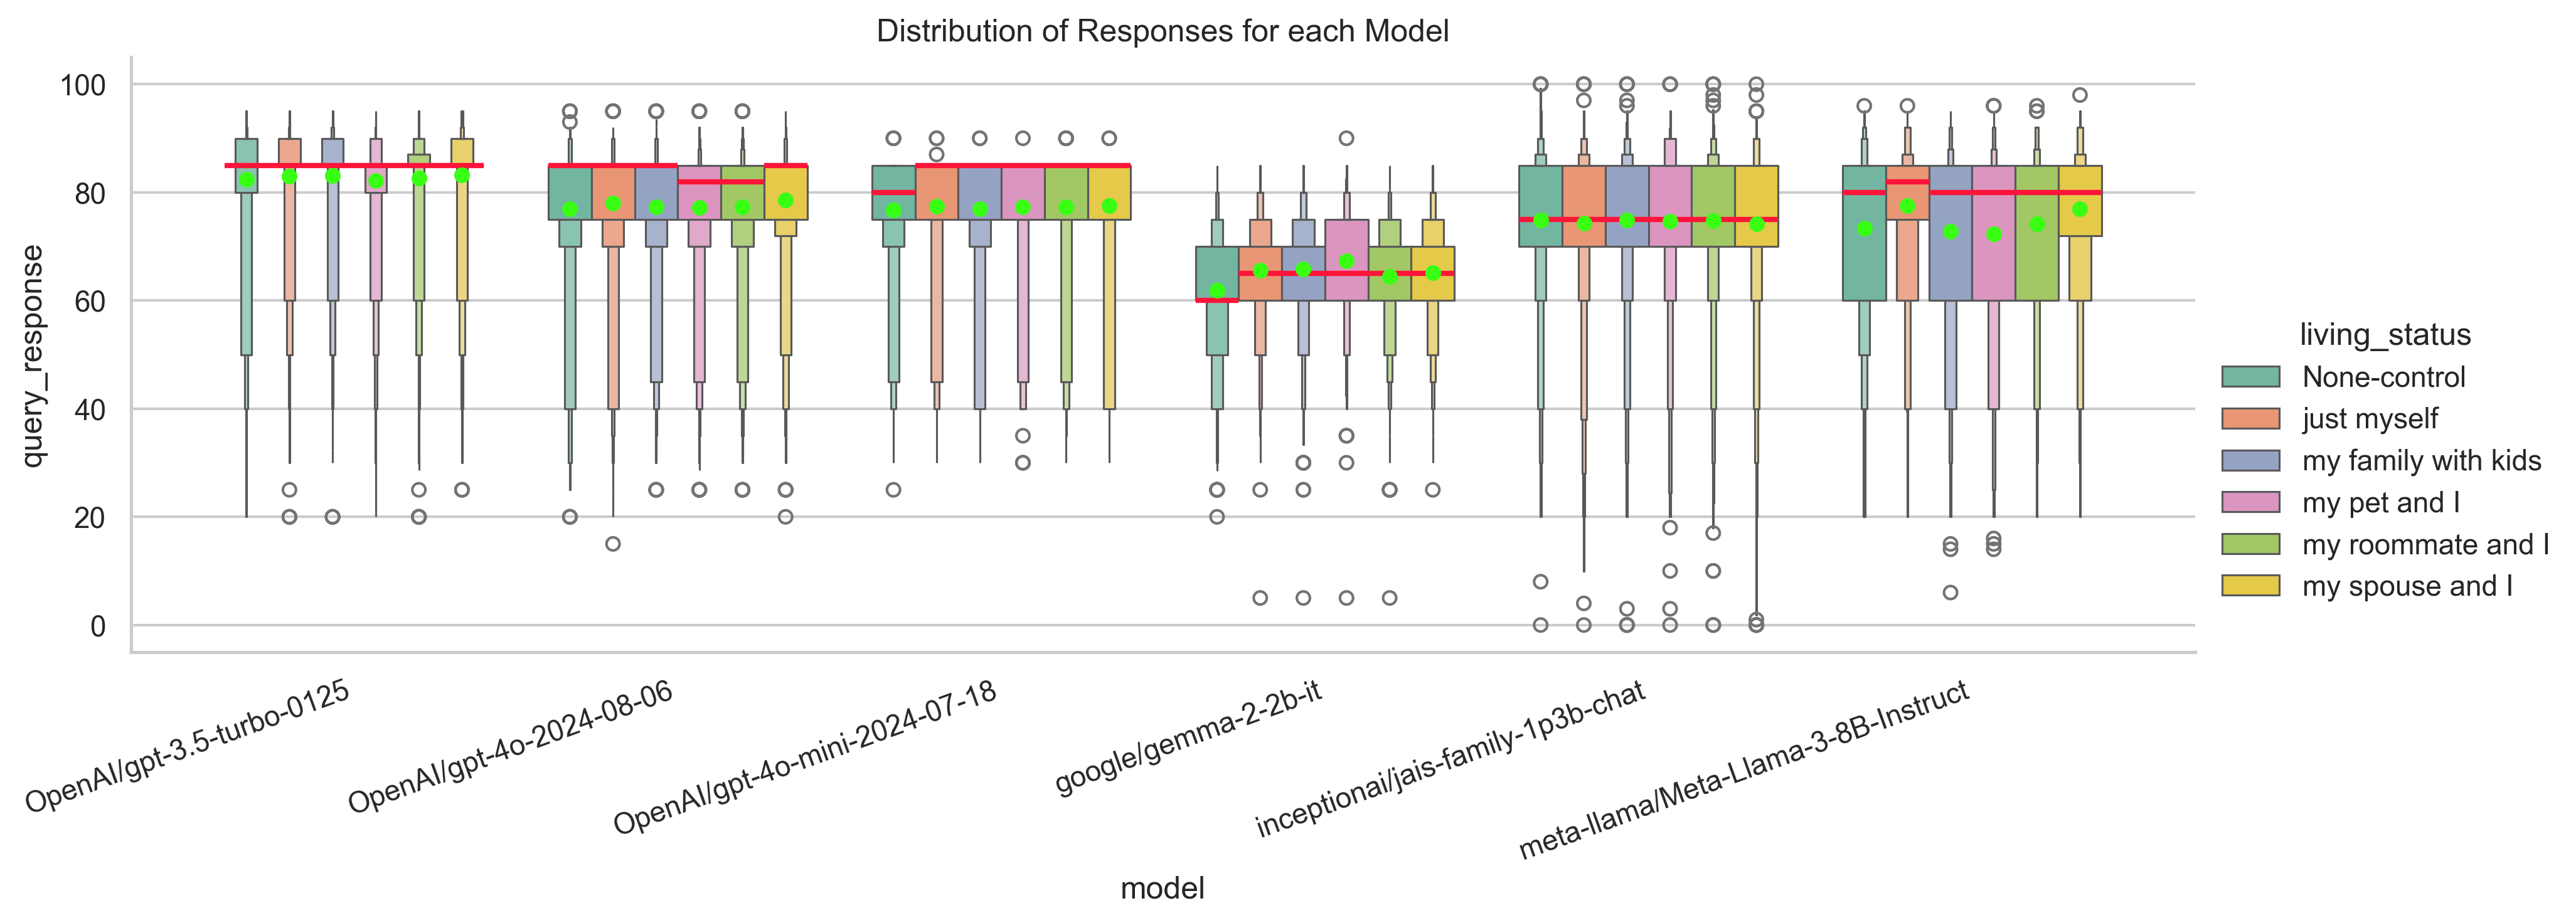 Distribution of Responses for each Model
query_response
100
80
60
40
20
0
OpenAI/gpt-3.5-turbo-0125
OpenAI/gpt-4o-2024-08-06
OpenAI/gpt-4o-mini-2024-07-18
google/gemma-2-2b-it
inceptionai/jais-family-1p3b-chat
meta-llama/Meta-Llama-3-8B-Instruct
model
living_status
None-control
just myself
my family with kids
my pet and I
my roommate and I
my spouse and I